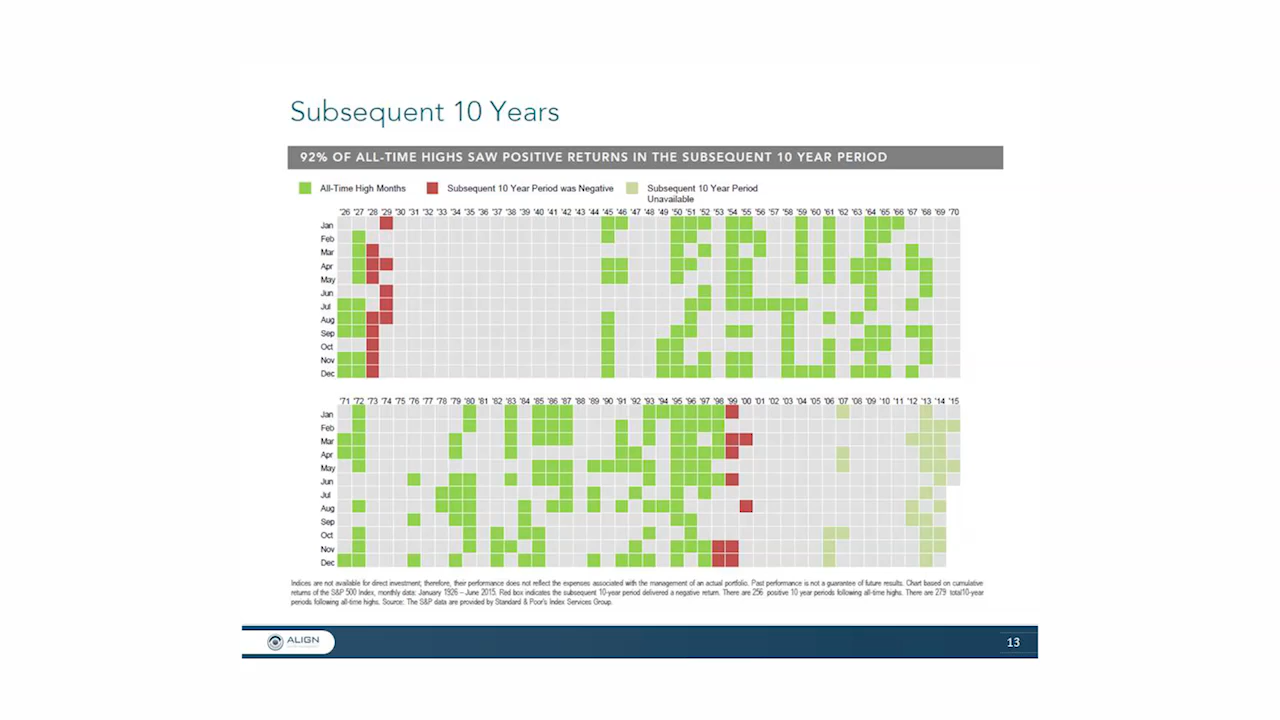 Subsequent 10 Years
92% OF ALL-TIME HIGHS SAW POSITIVE RETURNS IN THE SUBSEQUENT 10 YEAR PERIOD
All-Time High Months Subsequent 10 Year Period was Negative Subsequent 10 Year Period
Unavailable
'26 '27 '28 '29 '30 '31 '32 '33 '34 '35 '36 '37 '38 '39 '40 '41 '42 '43 '44 '45 '46 '47 '48 '49 '50 '51 '52 '53 '54 '55 '56 '57 '58 '59 '60 '61 '62 '63 '64 '65 '66 '67 '68 '69 '70
Jan
Feb
Mar
Apr
May
Jun
Jul
Aug
Sep
Oct
Nov
Dec
'71 '72 '73 '74 '75 '76 '77 '78 '79 '80 '81 '82 '83 '84 '85 '86 '87 '88 '89 '90 '91 '92 '93 '94 '95 '96 '97 '98 '99 '00 '01 '02 '03 '04 '05 '06 '07 '08 '09 '10 '11 '12 '13 '14 '15
Jan
Feb
Mar
Apr
May
Jun
Jul
Aug
Sep
Oct
Nov
Dec
Indices are not available for direct investment; therefore, their performance does not reflect the expenses associated with the management of an actual portfolio. Past performance is not a guarantee of future results. Chart based on cumulative
returns of the S&P 500 Index, monthly data: January 1926 – June 2015. Red box indicates the subsequent 10-year period delivered a negative return. There are 256 positive 10 year periods following all-time highs. There are 279 total10-year
periods following all-time highs. Source: The S&P data are provided by Standard & Poor's Index Services Group.
ALIGN
13